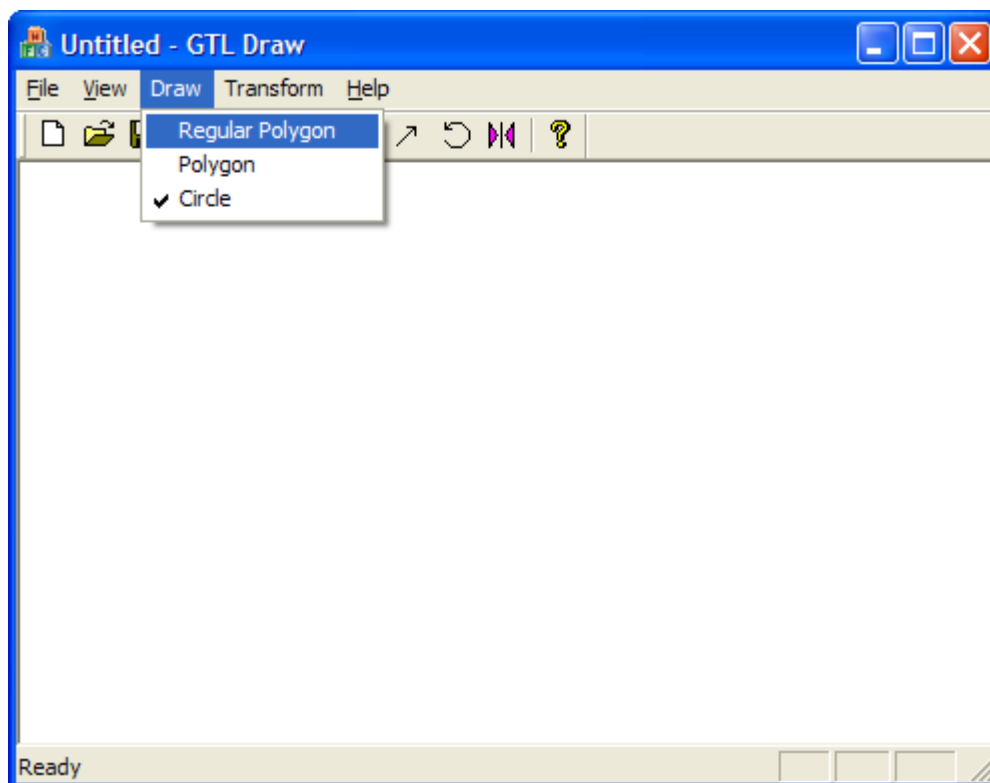 Untitled - GTL Draw
File View Draw Transform Help
Regular Polygon
Polygon
Circle
Ready